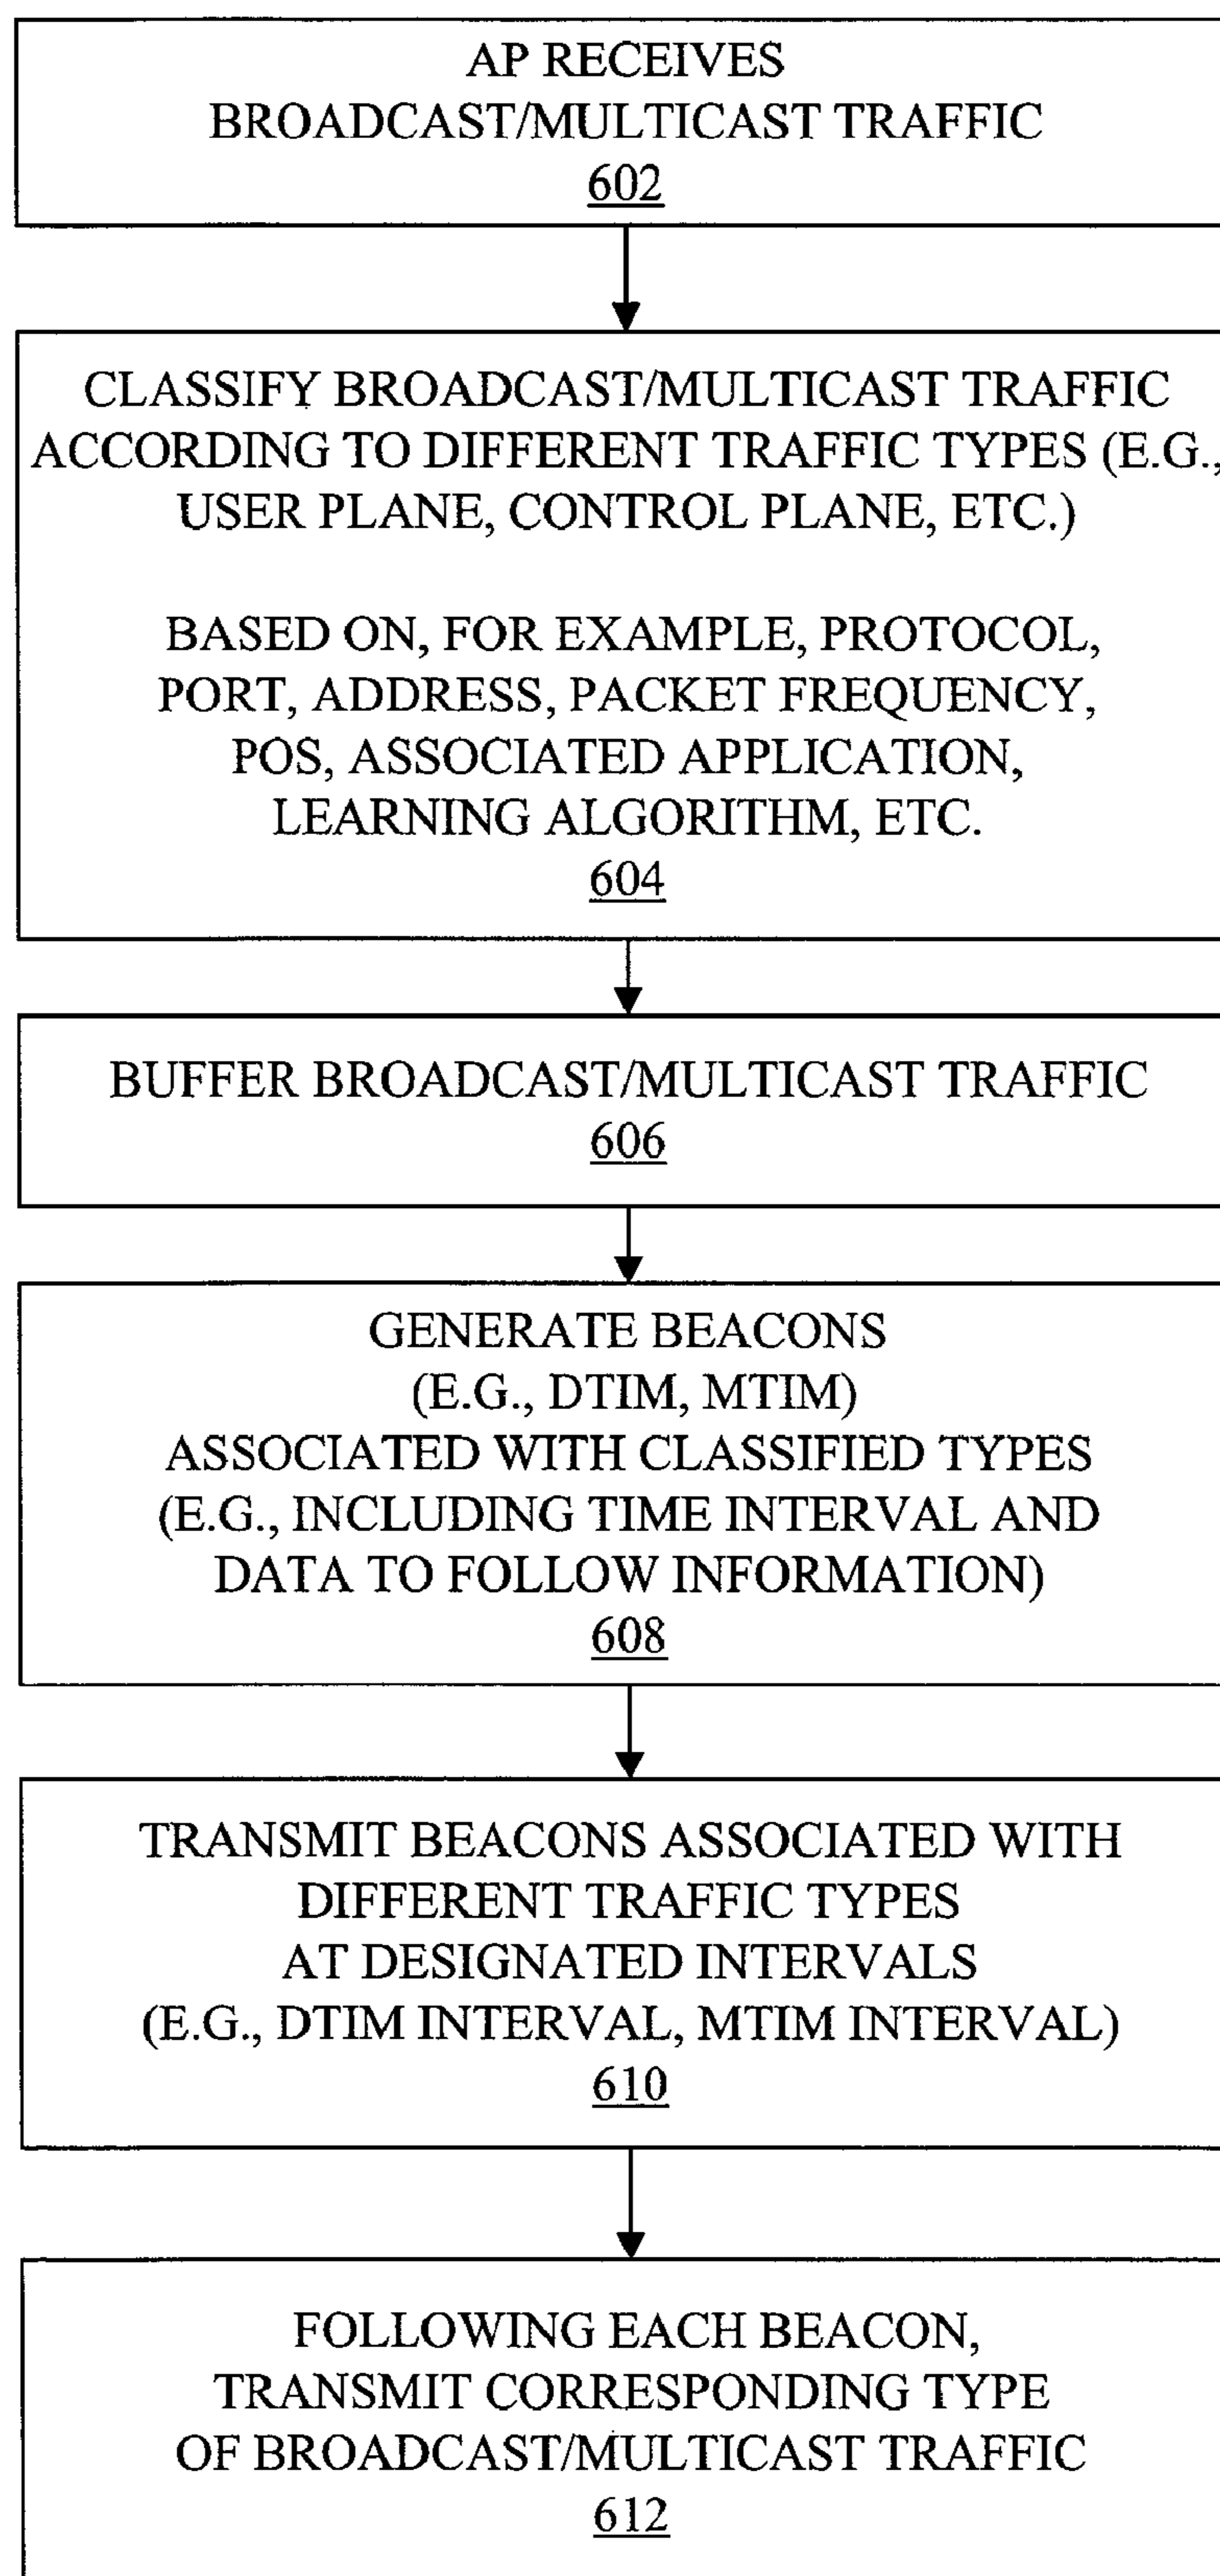 AP RECEIVES
BROADCAST/MULTICAST TRAFFIC
602
CLASSIFY BROADCAST/MULTICAST TRAFFIC
ACCORDING TO DIFFERENT TRAFFIC TYPES (E.G.,
USER PLANE, CONTROL PLANE, ETC.)
BASED ON, FOR EXAMPLE, PROTOCOL,
PORT, ADDRESS, PACKET FREQUENCY,
POS, ASSOCIATED APPLICATION,
LEARNING ALGORITHM, ETC.
604
BUFFER BROADCAST/MULTICAST TRAFFIC
606
GENERATE BEACONS
(E.G., DTIM, MTIM)
ASSOCIATED WITH CLASSIFIED TYPES
(E.G., INCLUDING TIME INTERVAL AND
DATA TO FOLLOW INFORMATION)
608
TRANSMIT BEACONS ASSOCIATED WITH
DIFFERENT TRAFFIC TYPES
AT DESIGNATED INTERVALS
(E.G., DTIM INTERVAL, MTIM INTERVAL)
610
FOLLOWING EACH BEACON,
TRANSMIT CORRESPONDING TYPE
OF BROADCAST/MULTICAST TRAFFIC
612